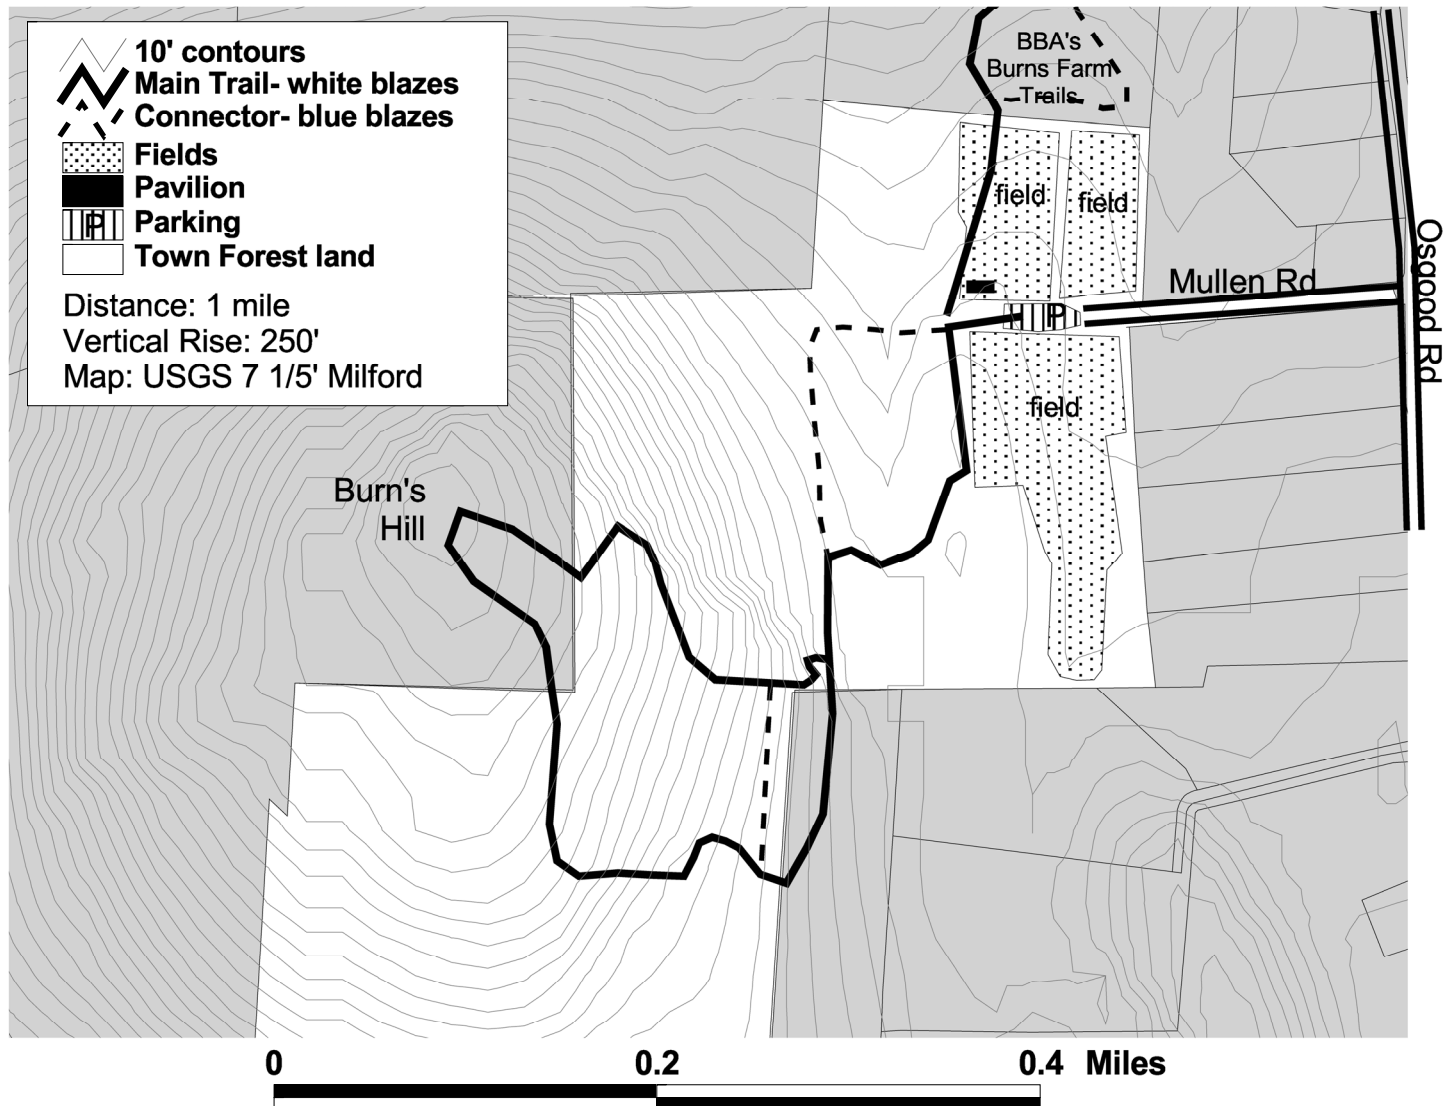 10' contours
Main Trail- white blazes
Connector- blue blazes
Fields
Pavilion
P Parking
Town Forest land
Distance: 1 mile
Vertical Rise: 250'
Map: USGS 7 1/5' Milford
BBA's
Burns Farm
Trails
field
field
Mullen Rd
P
Osgood Rd
field
Burn's
Hill
0 0.2 0.4 Miles